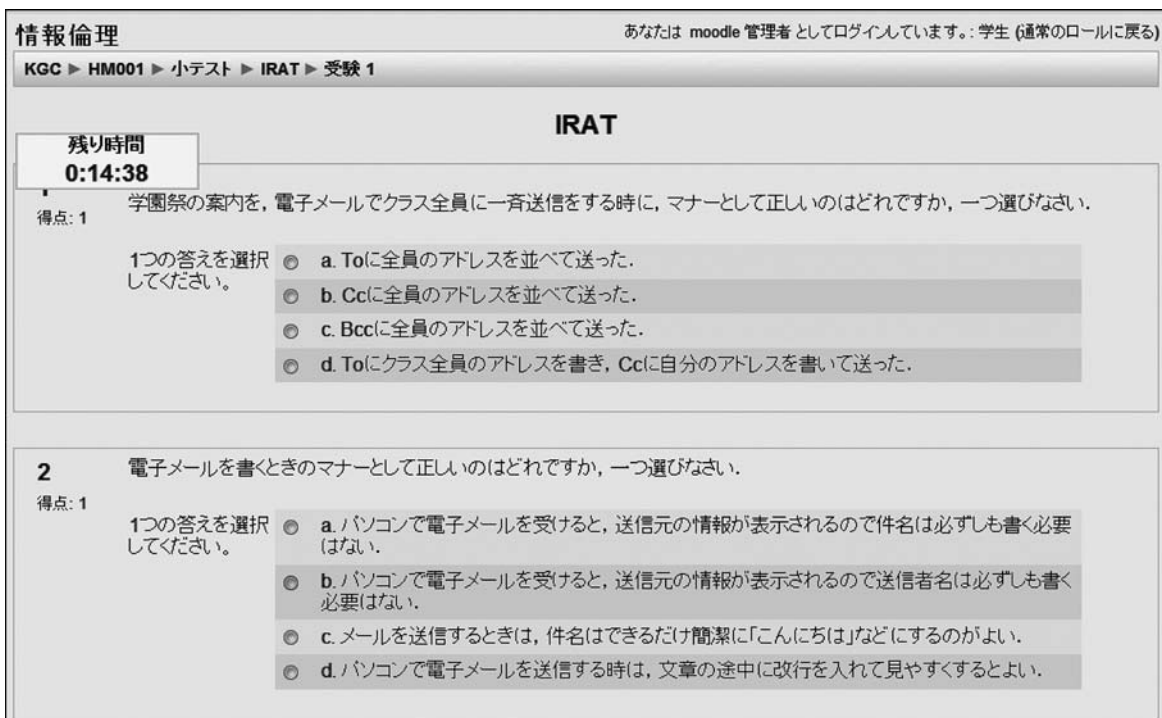 情報倫理
あなたは moodle 管理者 としてログインしています。: 学生 (通常のロールに戻る)
KGC ► HM001 ► 小テスト ► IRAT ► 受験 1
IRAT
残り時間
0:14:38
学園祭の案内を，電子メールでクラス全員に一斉送信をする時に，マナーとして正しいのはどれですか，一つ選びなさい．
得点: 1
1つの答えを選択
してください。
a. Toに全員のアドレスを並べて送った．
b. Ccに全員のアドレスを並べて送った．
c. Bccに全員のアドレスを並べて送った．
d. Toにクラス全員のアドレスを書き，Ccに自分のアドレスを書いて送った．
2
電子メールを書くときのマナーとして正しいのはどれですか，一つ選びなさい．
得点: 1
1つの答えを選択
してください。
a. パソコンで電子メールを受けると，送信元の情報が表示されるので件名は必ずしも書く必要
はない．
b. パソコンで電子メールを受けると，送信元の情報が表示されるので送信者名は必ずしも書く
必要はない．
c. メールを送信するときは，件名はできるだけ簡潔に「こんにちは」などにするのがよい．
d. パソコンで電子メールを送信する時は，文章の途中に改行を入れて見やすくするとよい．